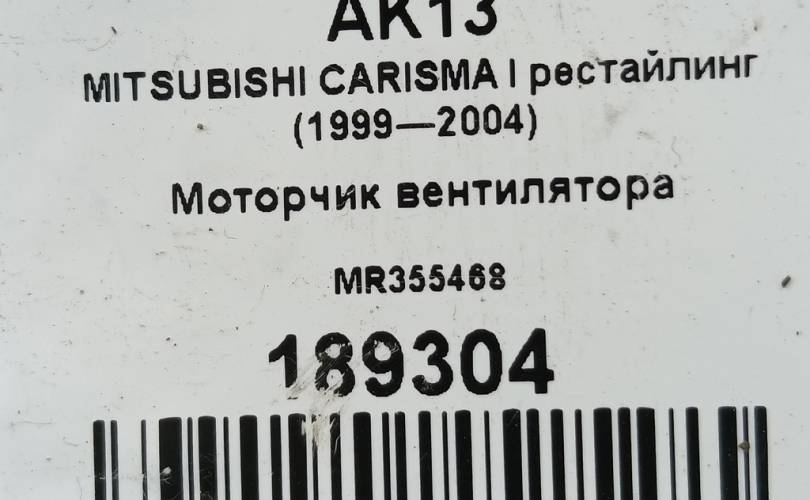 AK13
MITSUBISHI CARISMA I рестайлинг
(1999—2004)
Моторчик вентилятора
MR355468
189304